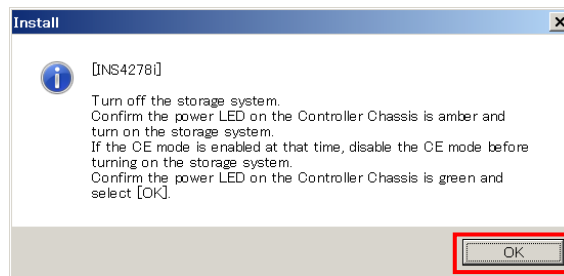 Install
[INS4278i]
Turn off the storage system.
Confirm the power LED on the Controller Chassis is amber and
turn on the storage system.
If the CE mode is enabled at that time, disable the CE mode before
turning on the storage system.
Confirm the power LED on the Controller Chassis is green and
select [OK].
OK